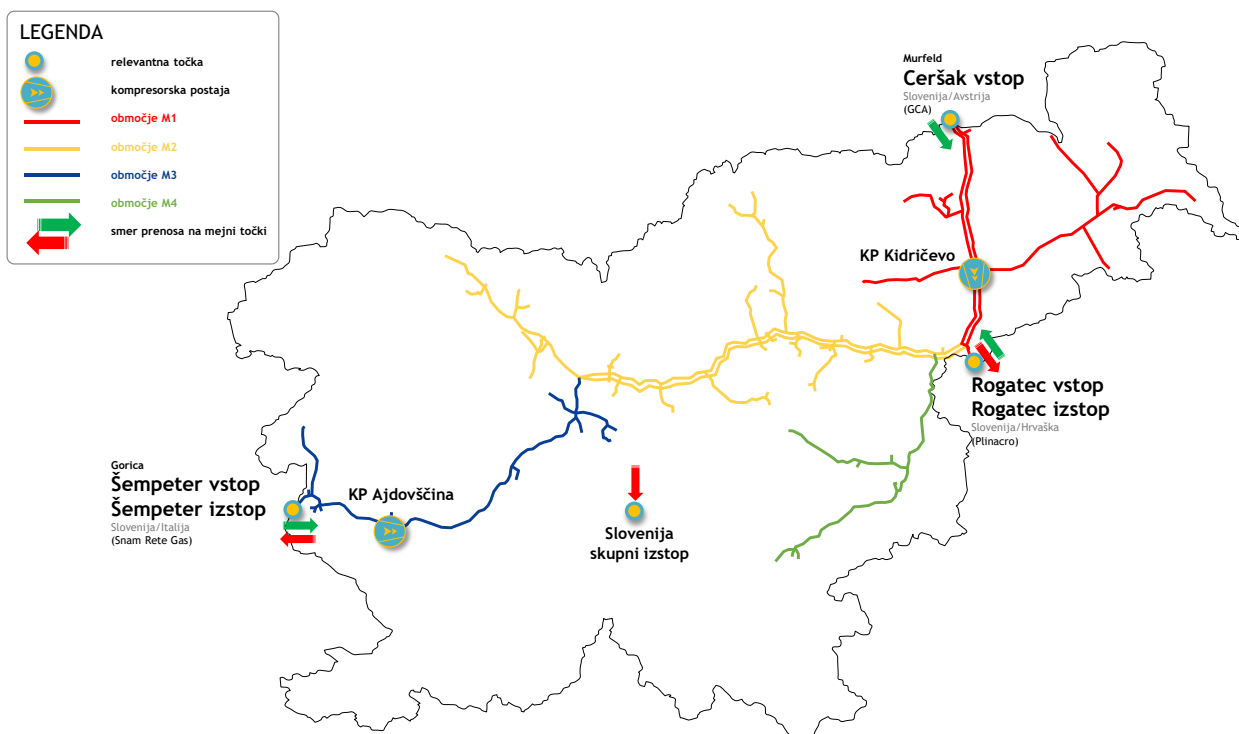 LEGENDA
relevantna točka
kompresorska postaja
območje M1
območje M2
območje M3
območje M4
smer prenosa na mejni točki
Murfeld
Ceršak vstop
Slovenija/Avstrija
(GCA)
KP Kidričevo
Rogatec vstop
Rogatec izstop
Slovenija/Hrvaška
(Plinacro)
Gorica
Šempeter vstop
Šempeter izstop
Slovenija/Italija
(Snam Rete Gas)
KP Ajdovščina
Slovenija
skupni izstop